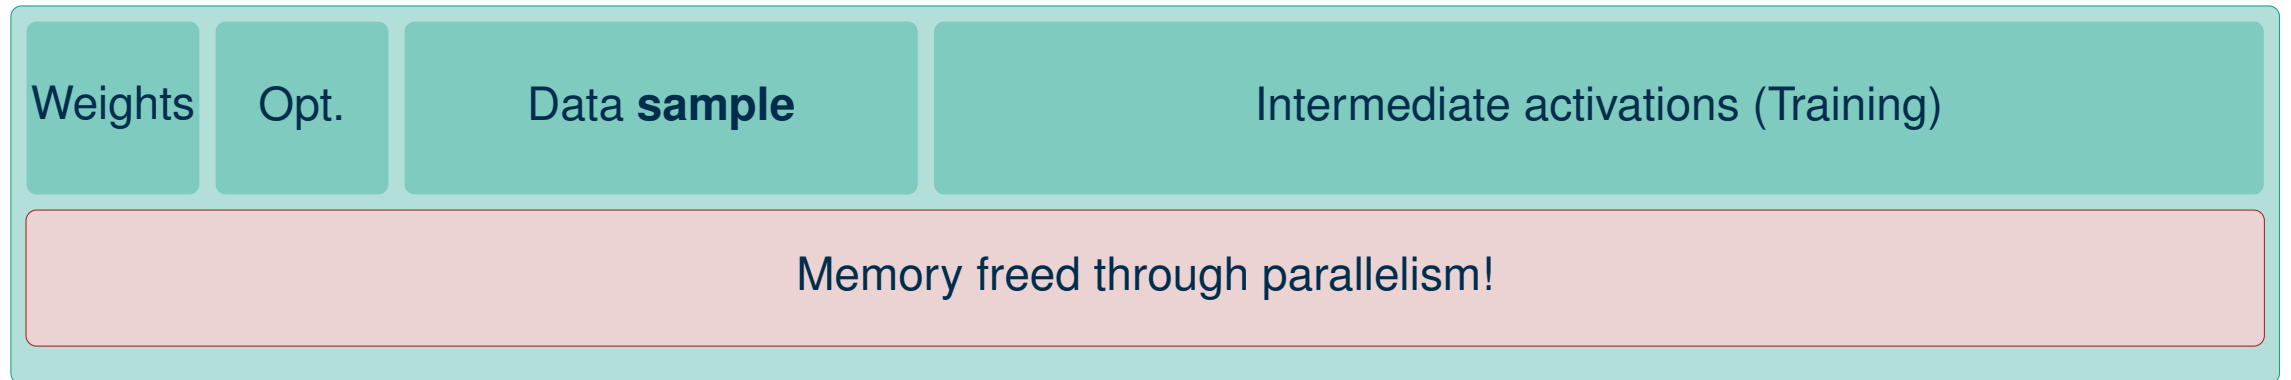 Weights Opt. Data sample Intermediate activations (Training)
Memory freed through parallelism!